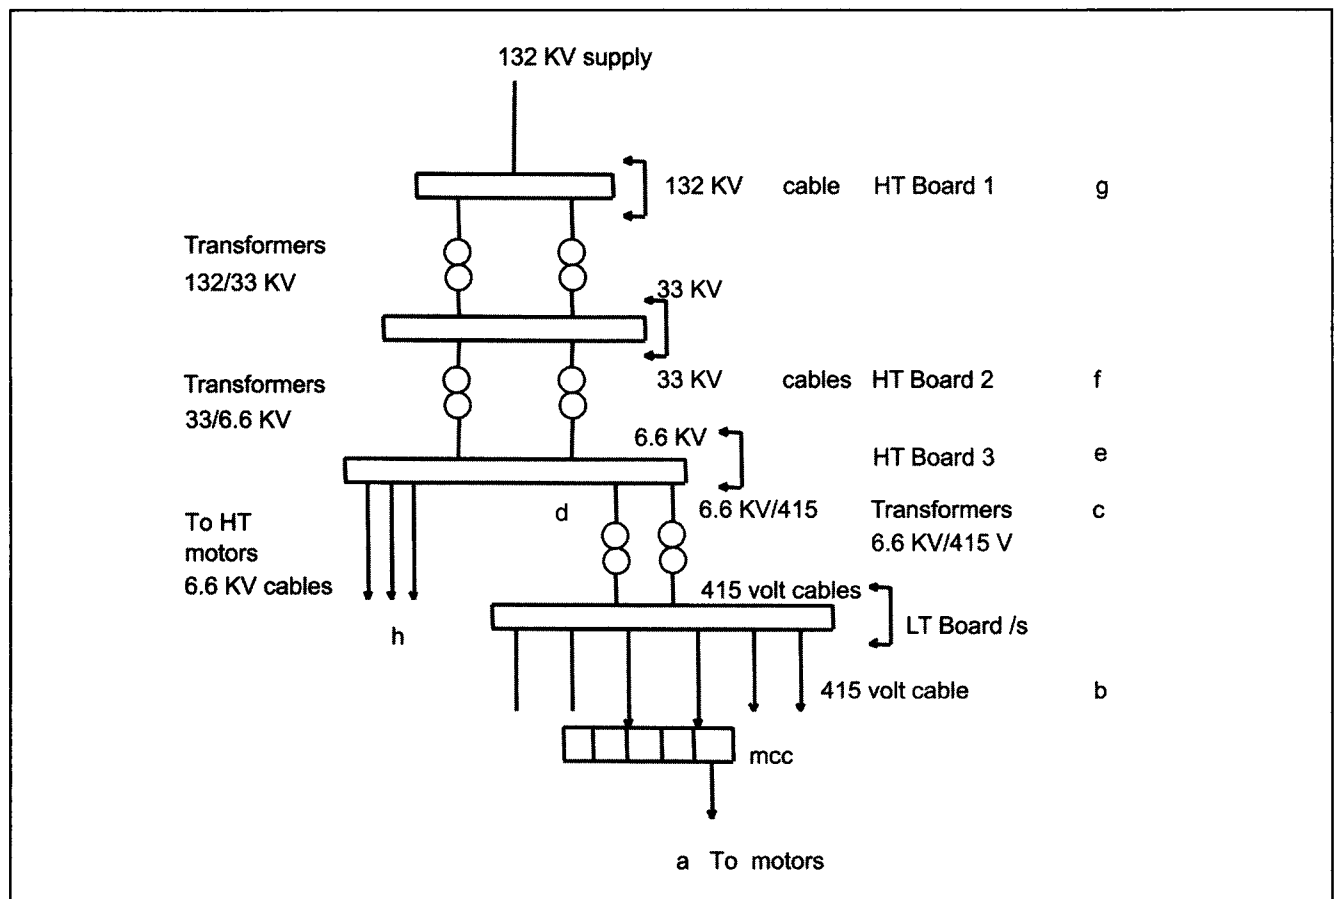 132 KV supply
132 KV cable HT Board 1 g
Transformers
132/33 KV
33 KV
33 KV cables HT Board 2 f
Transformers
33/6.6 KV
6.6 KV
HT Board 3 e
d 6.6 KV/415 Transformers c
6.6 KV/415 V
To HT
motors
6.6 KV cables
h
415 volt cables
LT Board /s
415 volt cable b
mcc
a To motors